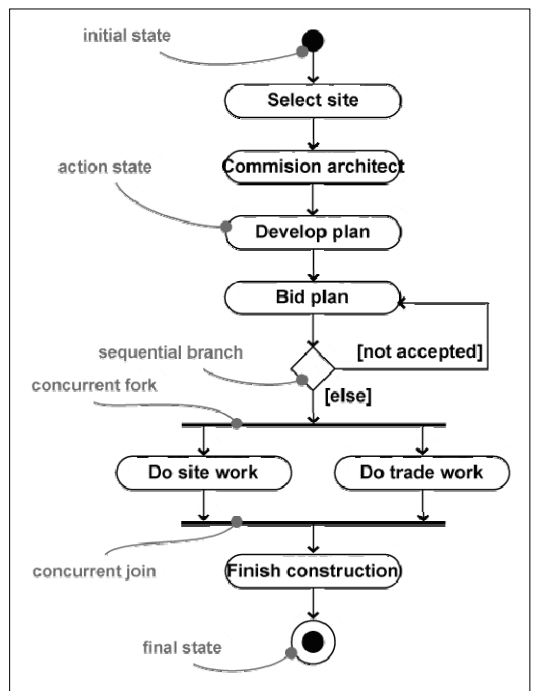 initial state
Select site
Commision architect
action state
Develop plan
Bid plan
[not accepted]
sequential branch
[else]
concurrent fork
Do site work
Do trade work
concurrent join
Finish construction
final state